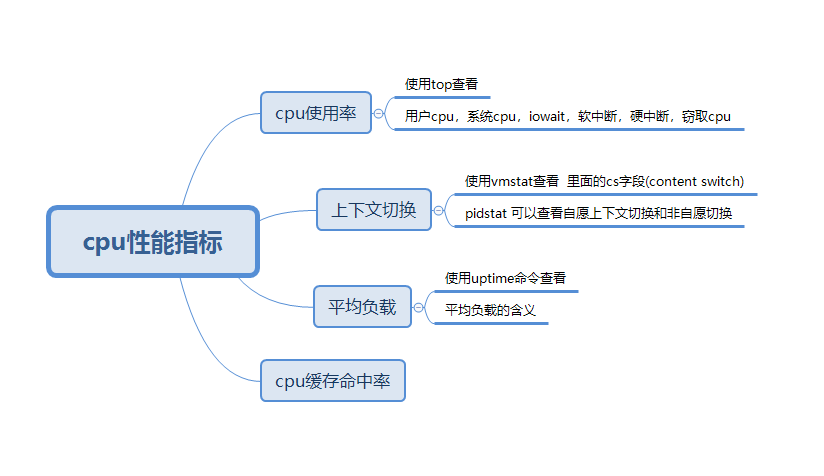 cpu性能指标
cpu使用率
使用top查看
用户cpu，系统cpu，iowait，软中断，硬中断，窃取cpu
上下文切换
使用vmstat查看 里面的cs字段(content switch)
pidstat 可以查看自愿上下文切换和非自愿切换
平均负载
使用uptime命令查看
平均负载的含义
cpu缓存命中率